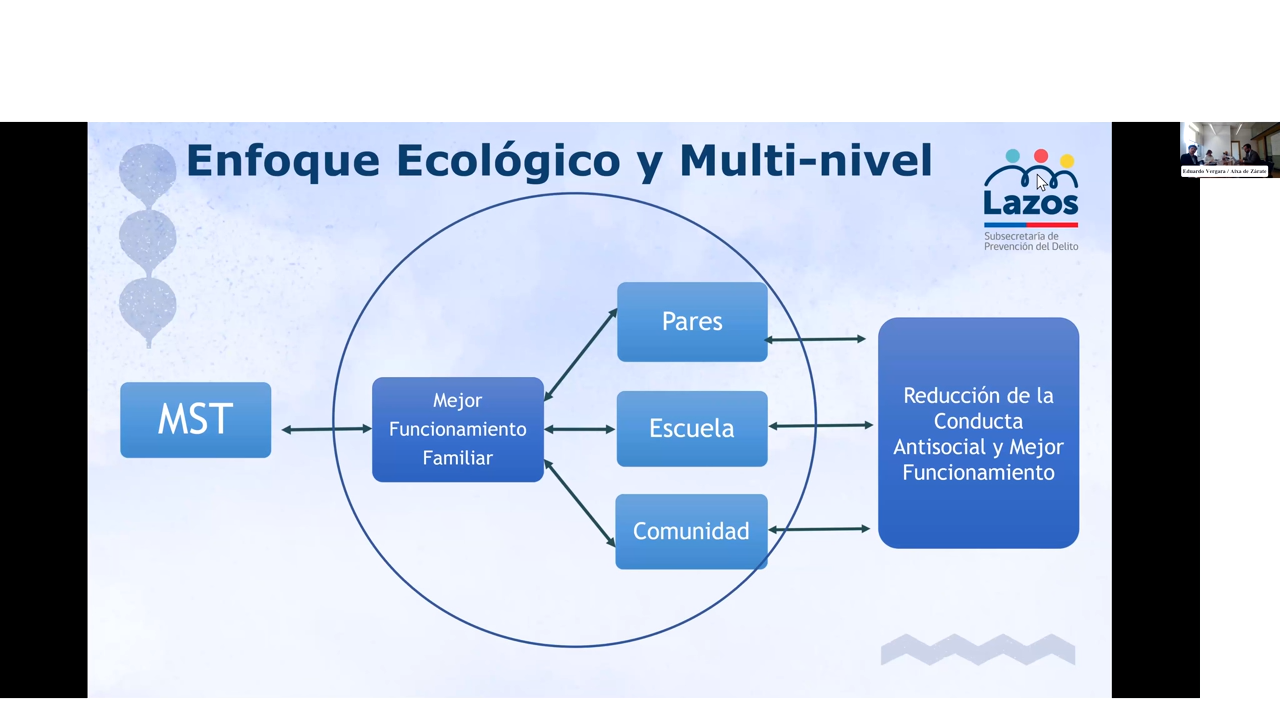 Enfoque Ecológico y Multi-nivel
Lazos
Subsecretaría de
Prevención del Delito
Eduardo Vergara / Aixa de Zárate
MST
Mejor
Funcionamiento
Familiar
Pares
Escuela
Comunidad
Reducción de la
Conducta
Antisocial y Mejor
Funcionamiento